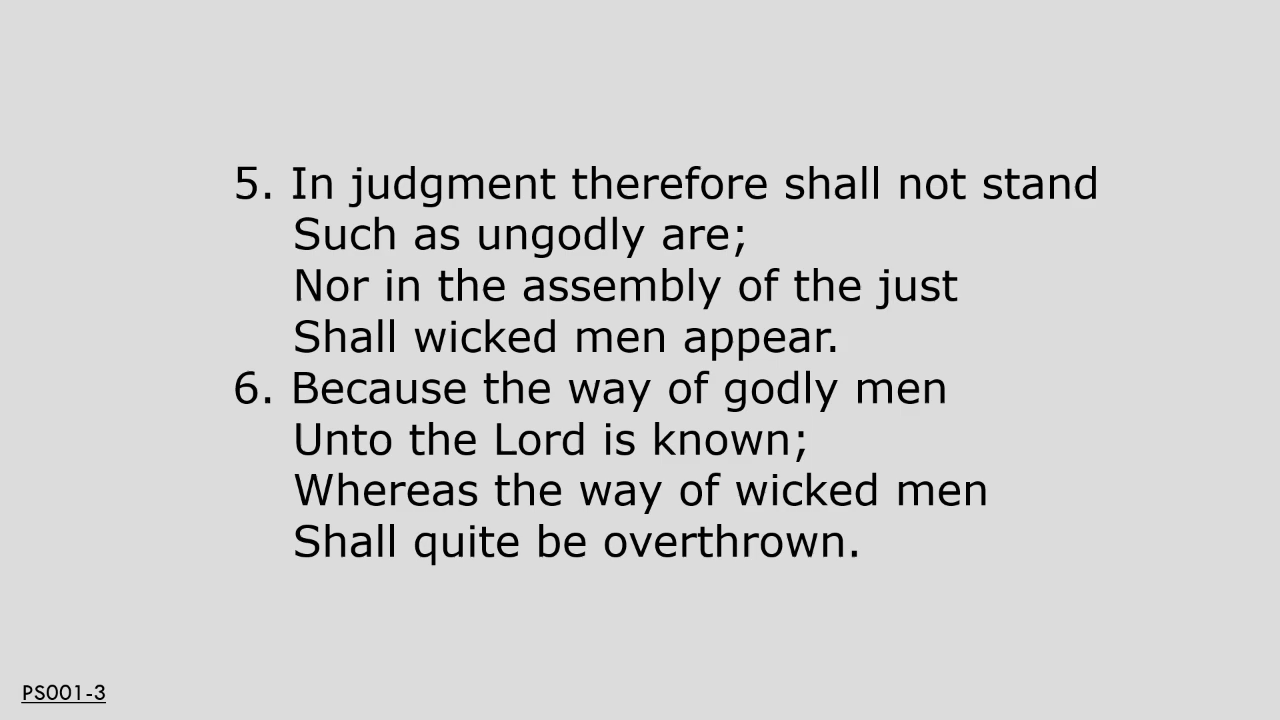 5. In judgment therefore shall not stand
Such as ungodly are;
Nor in the assembly of the just
Shall wicked men appear.
6. Because the way of godly men
Unto the Lord is known;
Whereas the way of wicked men
Shall quite be overthrown.
PS001-3